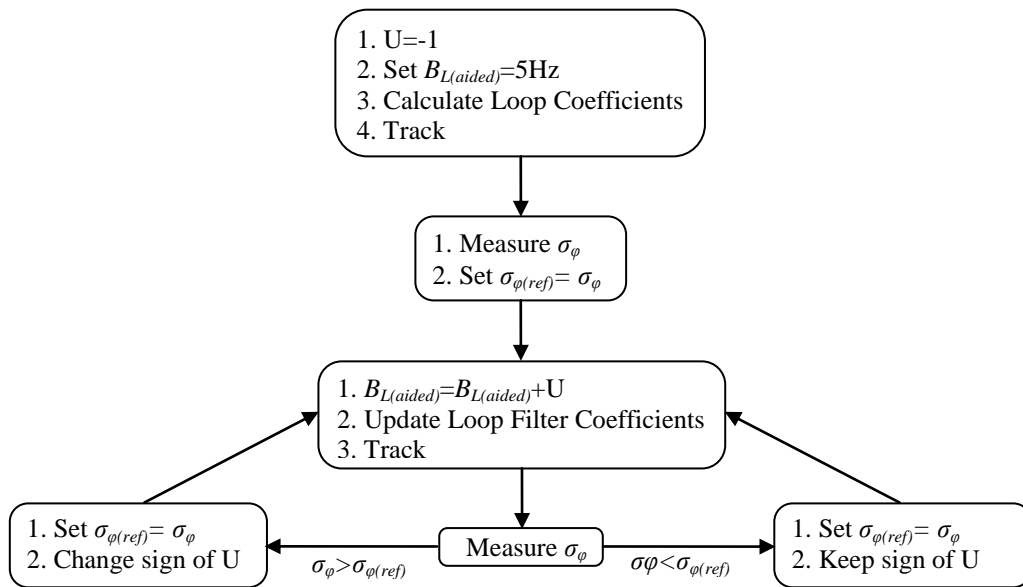 1. U=-1
2. Set B_L(aided)=5Hz
3. Calculate Loop Coefficients
4. Track
1. Measure σ_φ
2. Set σ_φ(ref)= σ_φ
1. B_L(aided)=B_L(aided)+U
2. Update Loop Filter Coefficients
3. Track
1. Set σ_φ(ref)= σ_φ
2. Change sign of U
σ_φ>σ_φ(ref)
Measure σ_φ
σφ<σ_φ(ref)
1. Set σ_φ(ref)= σ_φ
2. Keep sign of U